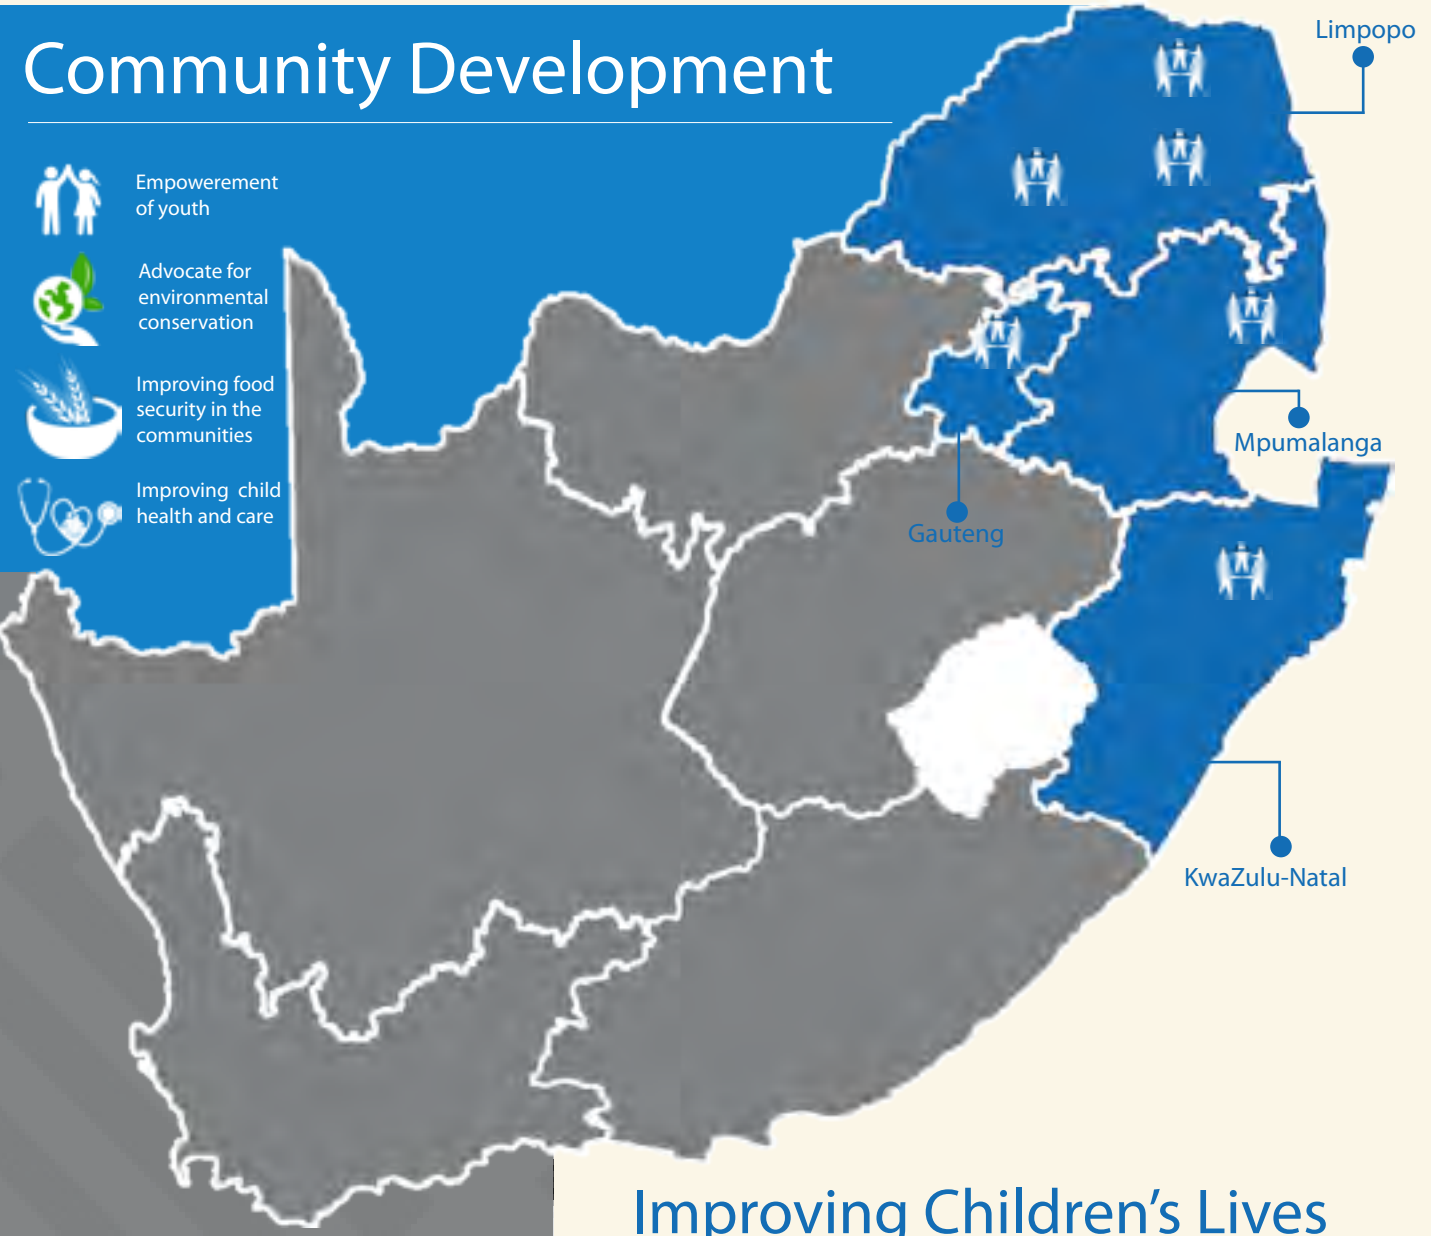 Community Development
Empowerement
of youth
Advocate for
environmental
conservation
Improving food
security in the
communities
Improving child
health and care
Limpopo
Mpumalanga
Gauteng
KwaZulu-Natal
Improving Children's Lives